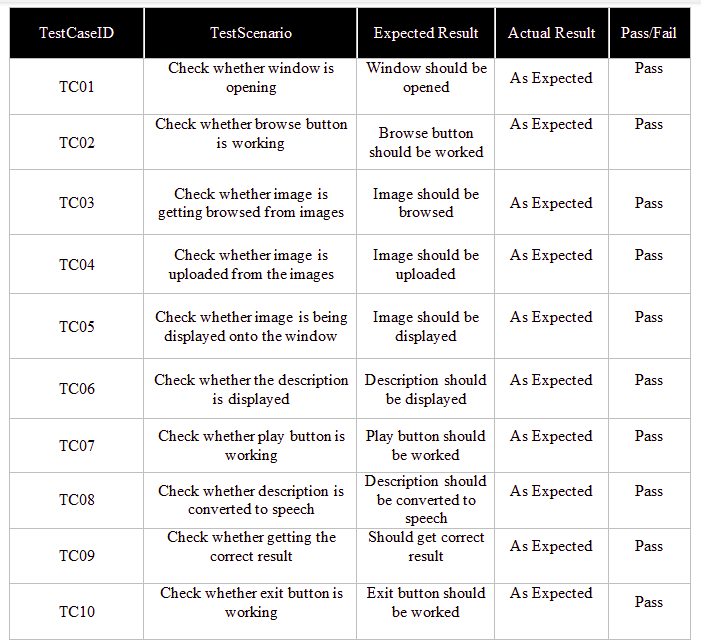 TestCaseID TestScenario Expected Result Actual Result Pass/Fail
TC01 Check whether window is opening Window should be opened As Expected Pass
TC02 Check whether browse button is working Browse button should be worked As Expected Pass
TC03 Check whether image is getting browsed from images Image should be browsed As Expected Pass
TC04 Check whether image is uploaded from the images Image should be uploaded As Expected Pass
TC05 Check whether image is being displayed onto the window Image should be displayed As Expected Pass
TC06 Check whether the description is displayed Description should be displayed As Expected Pass
TC07 Check whether play button is working Play button should be worked As Expected Pass
TC08 Check whether description is converted to speech Description should be converted to speech As Expected Pass
TC09 Check whether getting the correct result Should get correct result As Expected Pass
TC10 Check whether exit button is working Exit button should be worked As Expected Pass